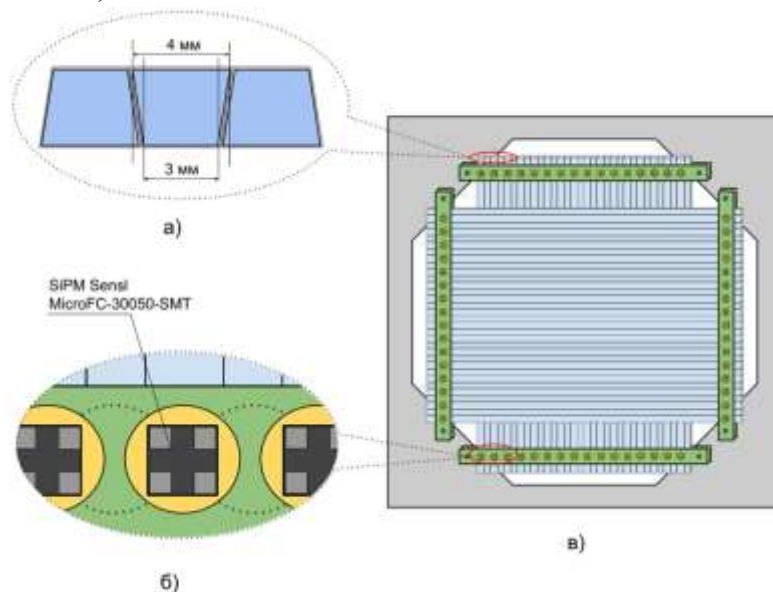 4 мм
3 мм
а)
SiPM Sensl
MicroFC-30050-SMT
б)
в)